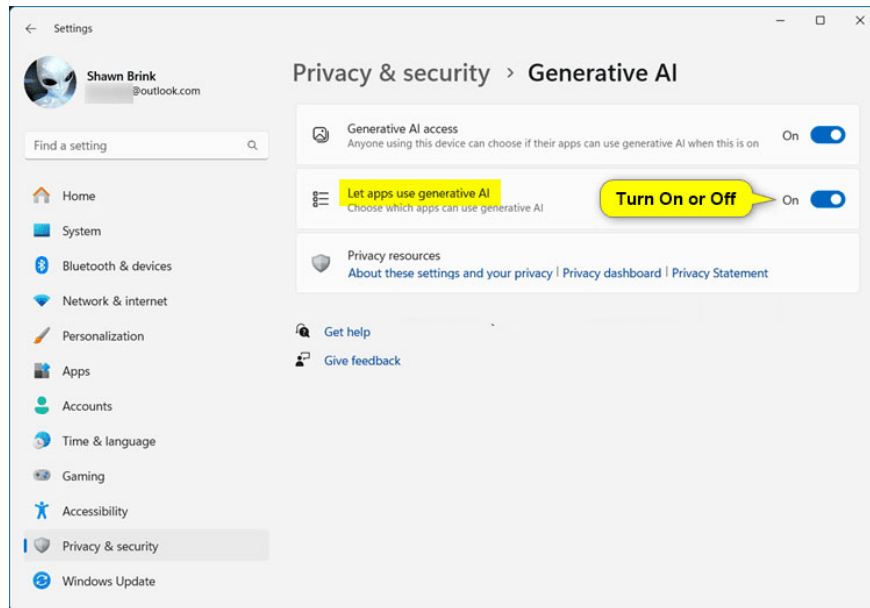 Settings
Shawn Brink
@outlook.com
Find a setting
Home
System
Bluetooth & devices
Network & internet
Personalization
Apps
Accounts
Time & language
Gaming
Accessibility
Privacy & security
Windows Update
Privacy & security > Generative AI
Generative AI access
Anyone using this device can choose if their apps can use generative AI when this is on
On
Let apps use generative AI
Choose which apps can use generative AI
Turn On or Off
On
Privacy resources
About these settings and your privacy | Privacy dashboard | Privacy Statement
Get help
Give feedback